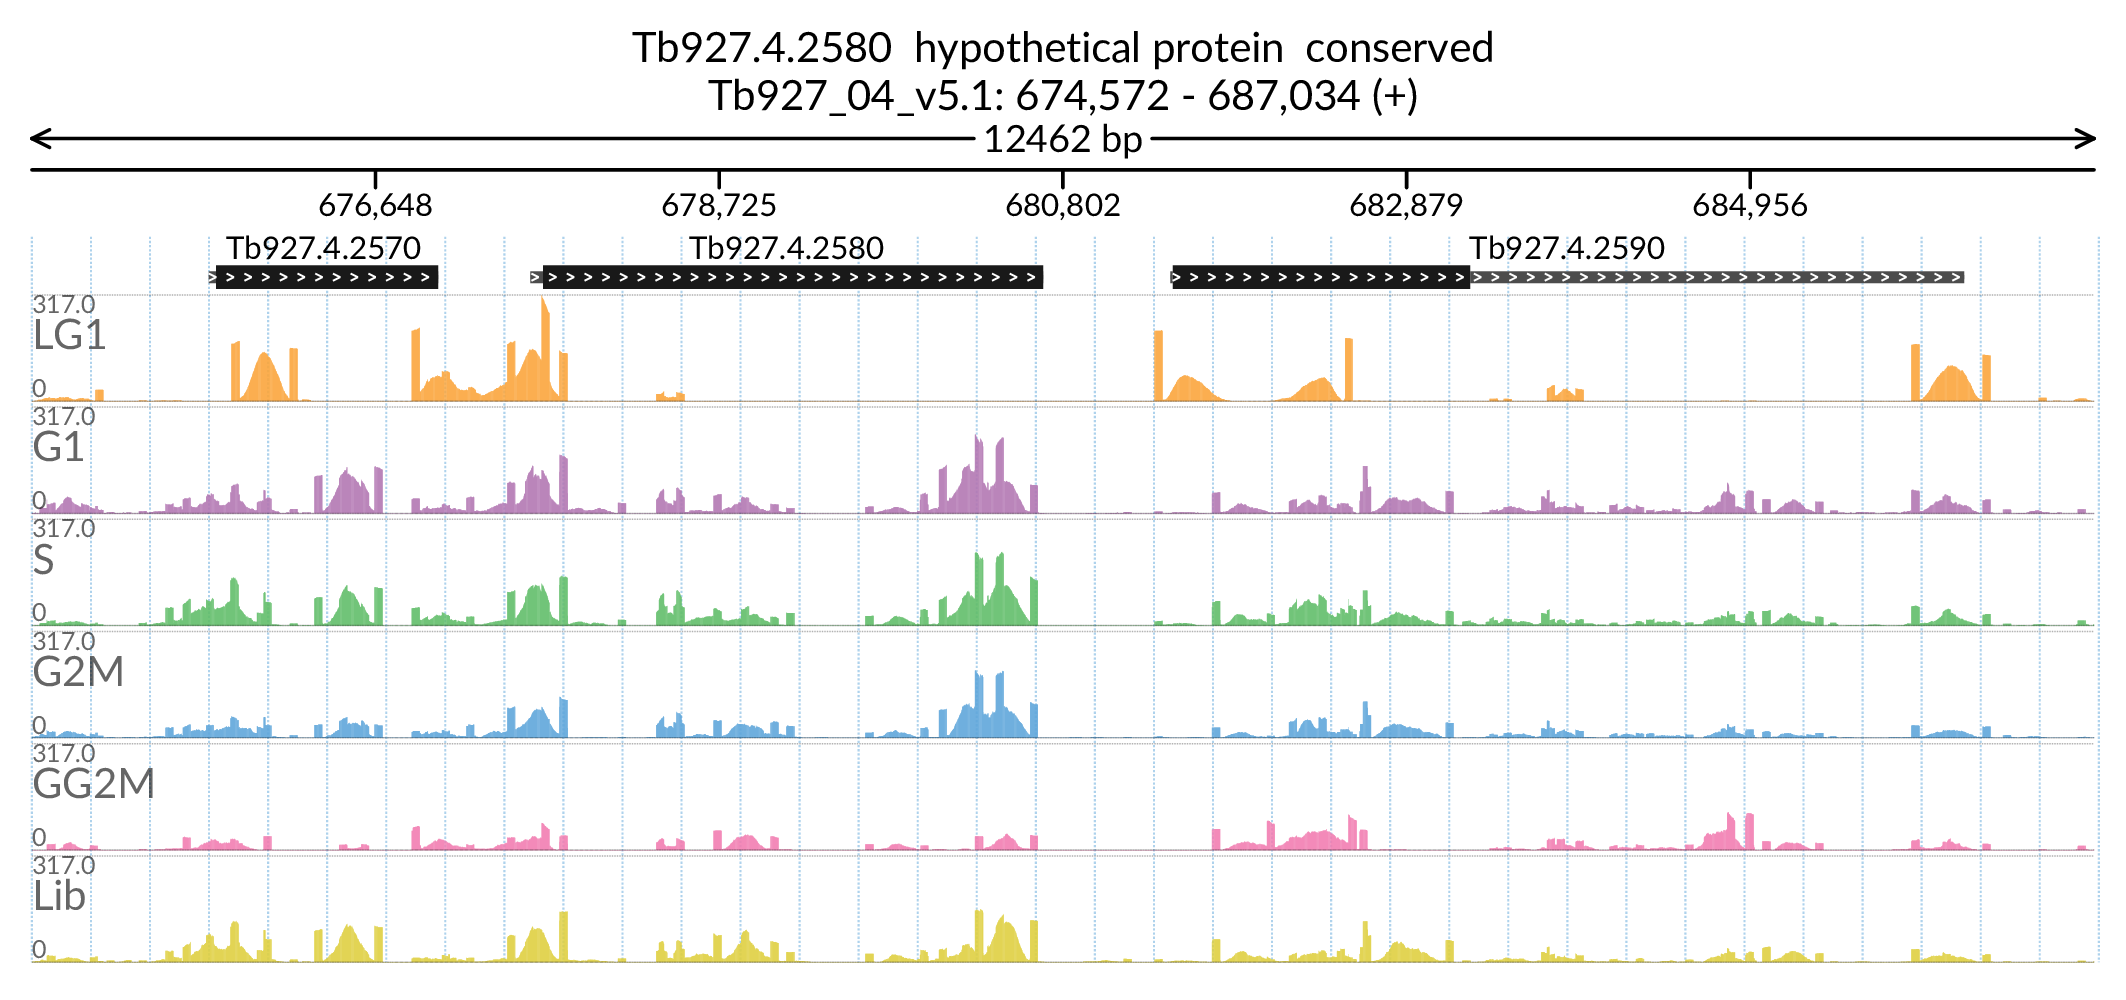 Tb927.4.2580  hypothetical protein  conserved
Tb927_04_v5.1: 674,572 - 687,034 (+)
12462 bp
676,648 678,725 680,802 682,879 684,956
Tb927.4.2570 Tb927.4.2580 Tb927.4.2590
317.0
LG1
0
317.0
G1
0
317.0
S
0
317.0
G2M
0
317.0
GG2M
0
317.0
Lib
0